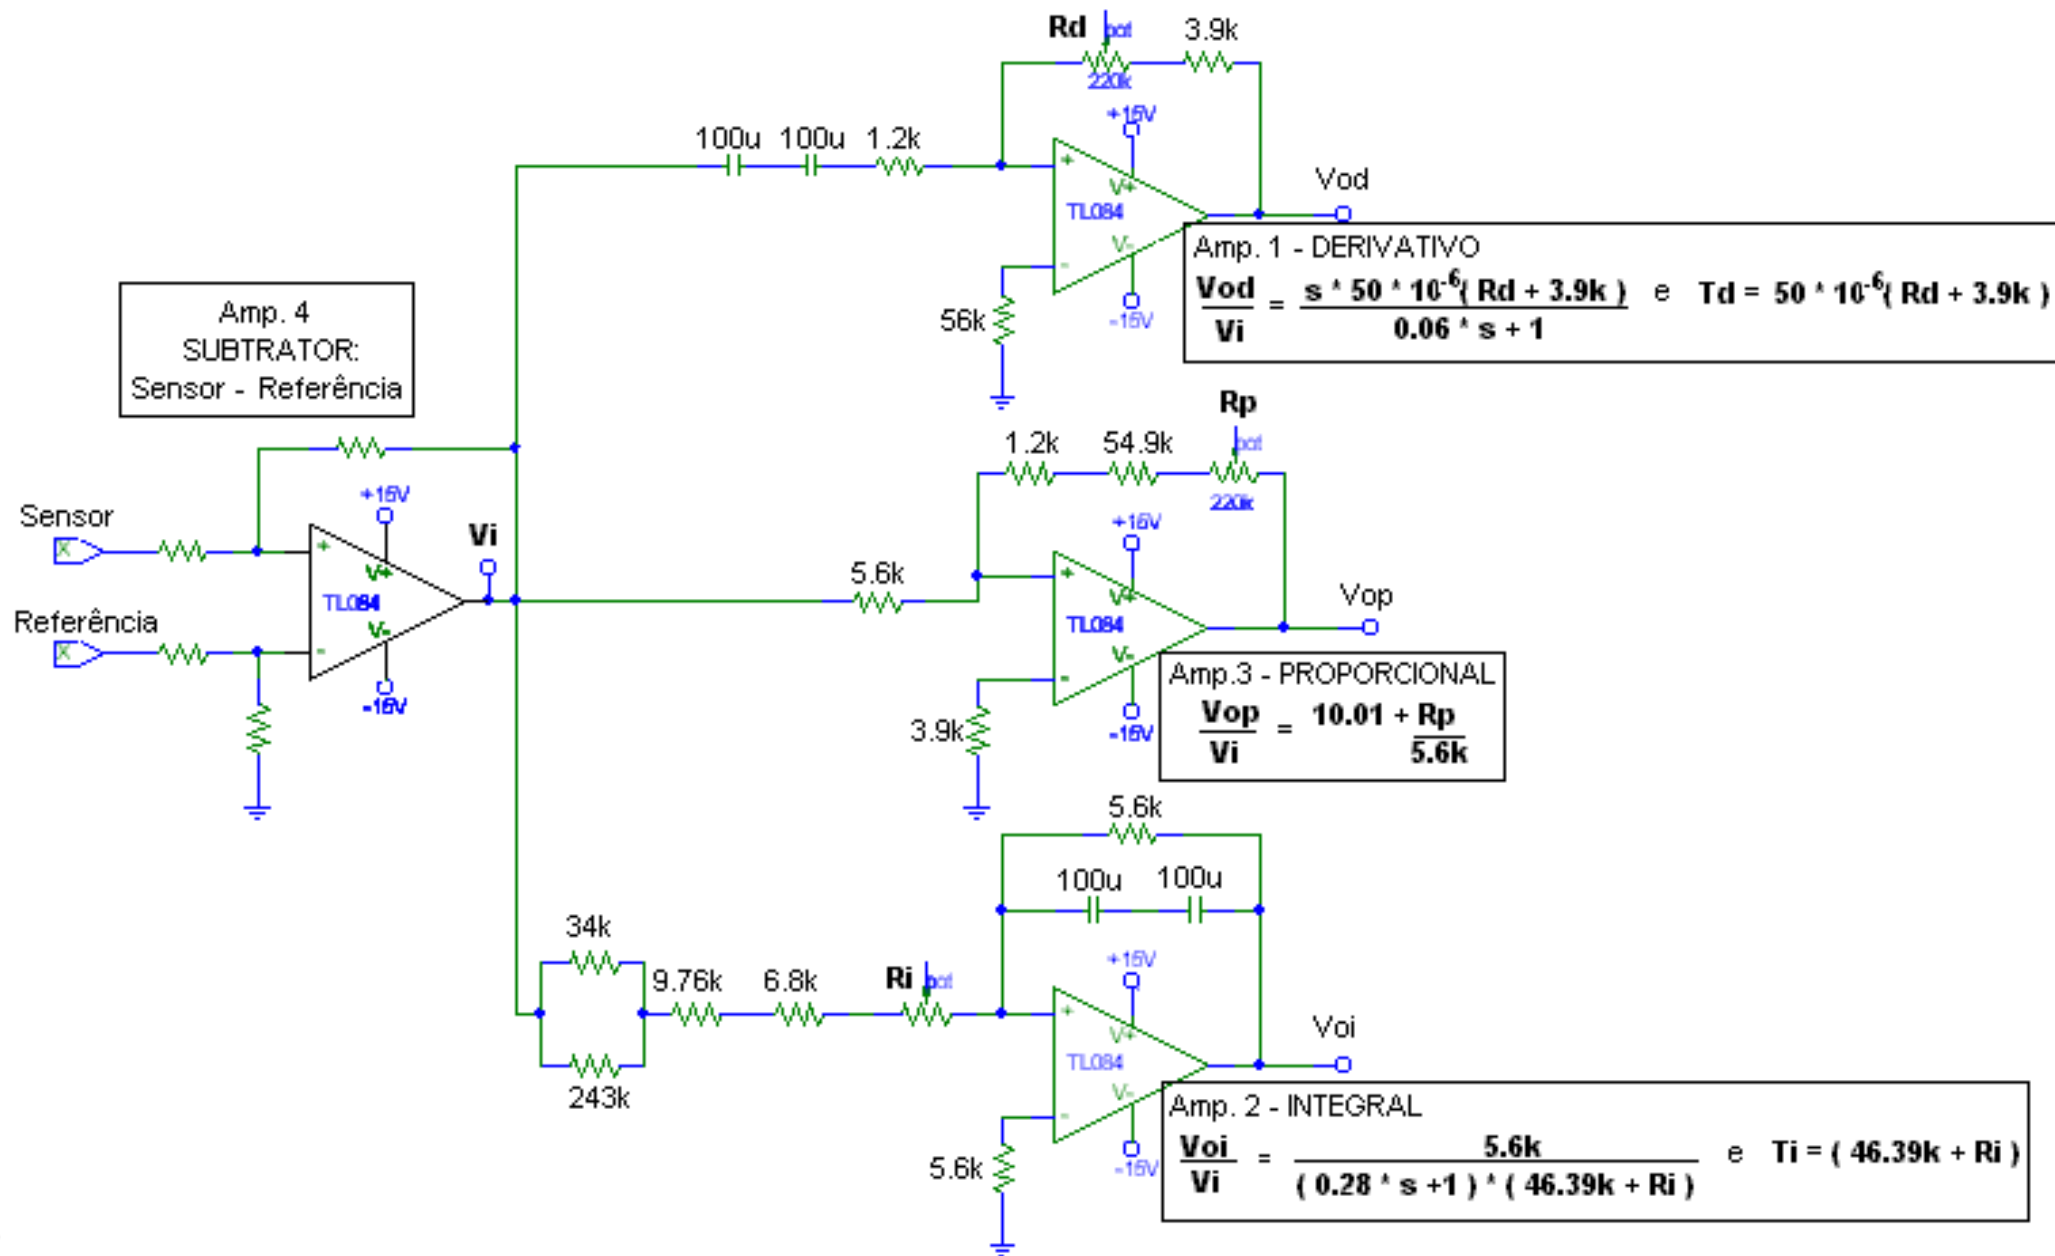 Rd
pot
3.9k
220k
+15V
100u
100u
1.2k
+
V+
TL084
V-
-
-15V
56k
Vod
Amp. 1 - DERIVATIVO
Vod
Vi
=
s * 50 * 10-6( Rd + 3.9k )
0.06 * s + 1
e Td = 50 * 10-6( Rd + 3.9k )
Amp. 4
SUBTRATOR:
Sensor - Referência
Sensor
X
Referência
X
+15V
+
V+
TL084
V-
-
-15V
Vi
Rp
pot
1.2k
54.9k
220k
5.6k
+15V
+
V+
TL084
V-
-
-15V
3.9k
Vop
Amp.3 - PROPORCIONAL
Vop
Vi
=
10.01 + Rp
5.6k
5.6k
100u
100u
34k
243k
9.76k
6.8k
Ri
pot
+15V
+
V+
TL084
V-
-
-15V
5.6k
Voi
Amp. 2 - INTEGRAL
Voi
Vi
=
5.6k
( 0.28 * s +1 ) * ( 46.39k + Ri )
e Ti = ( 46.39k + Ri )